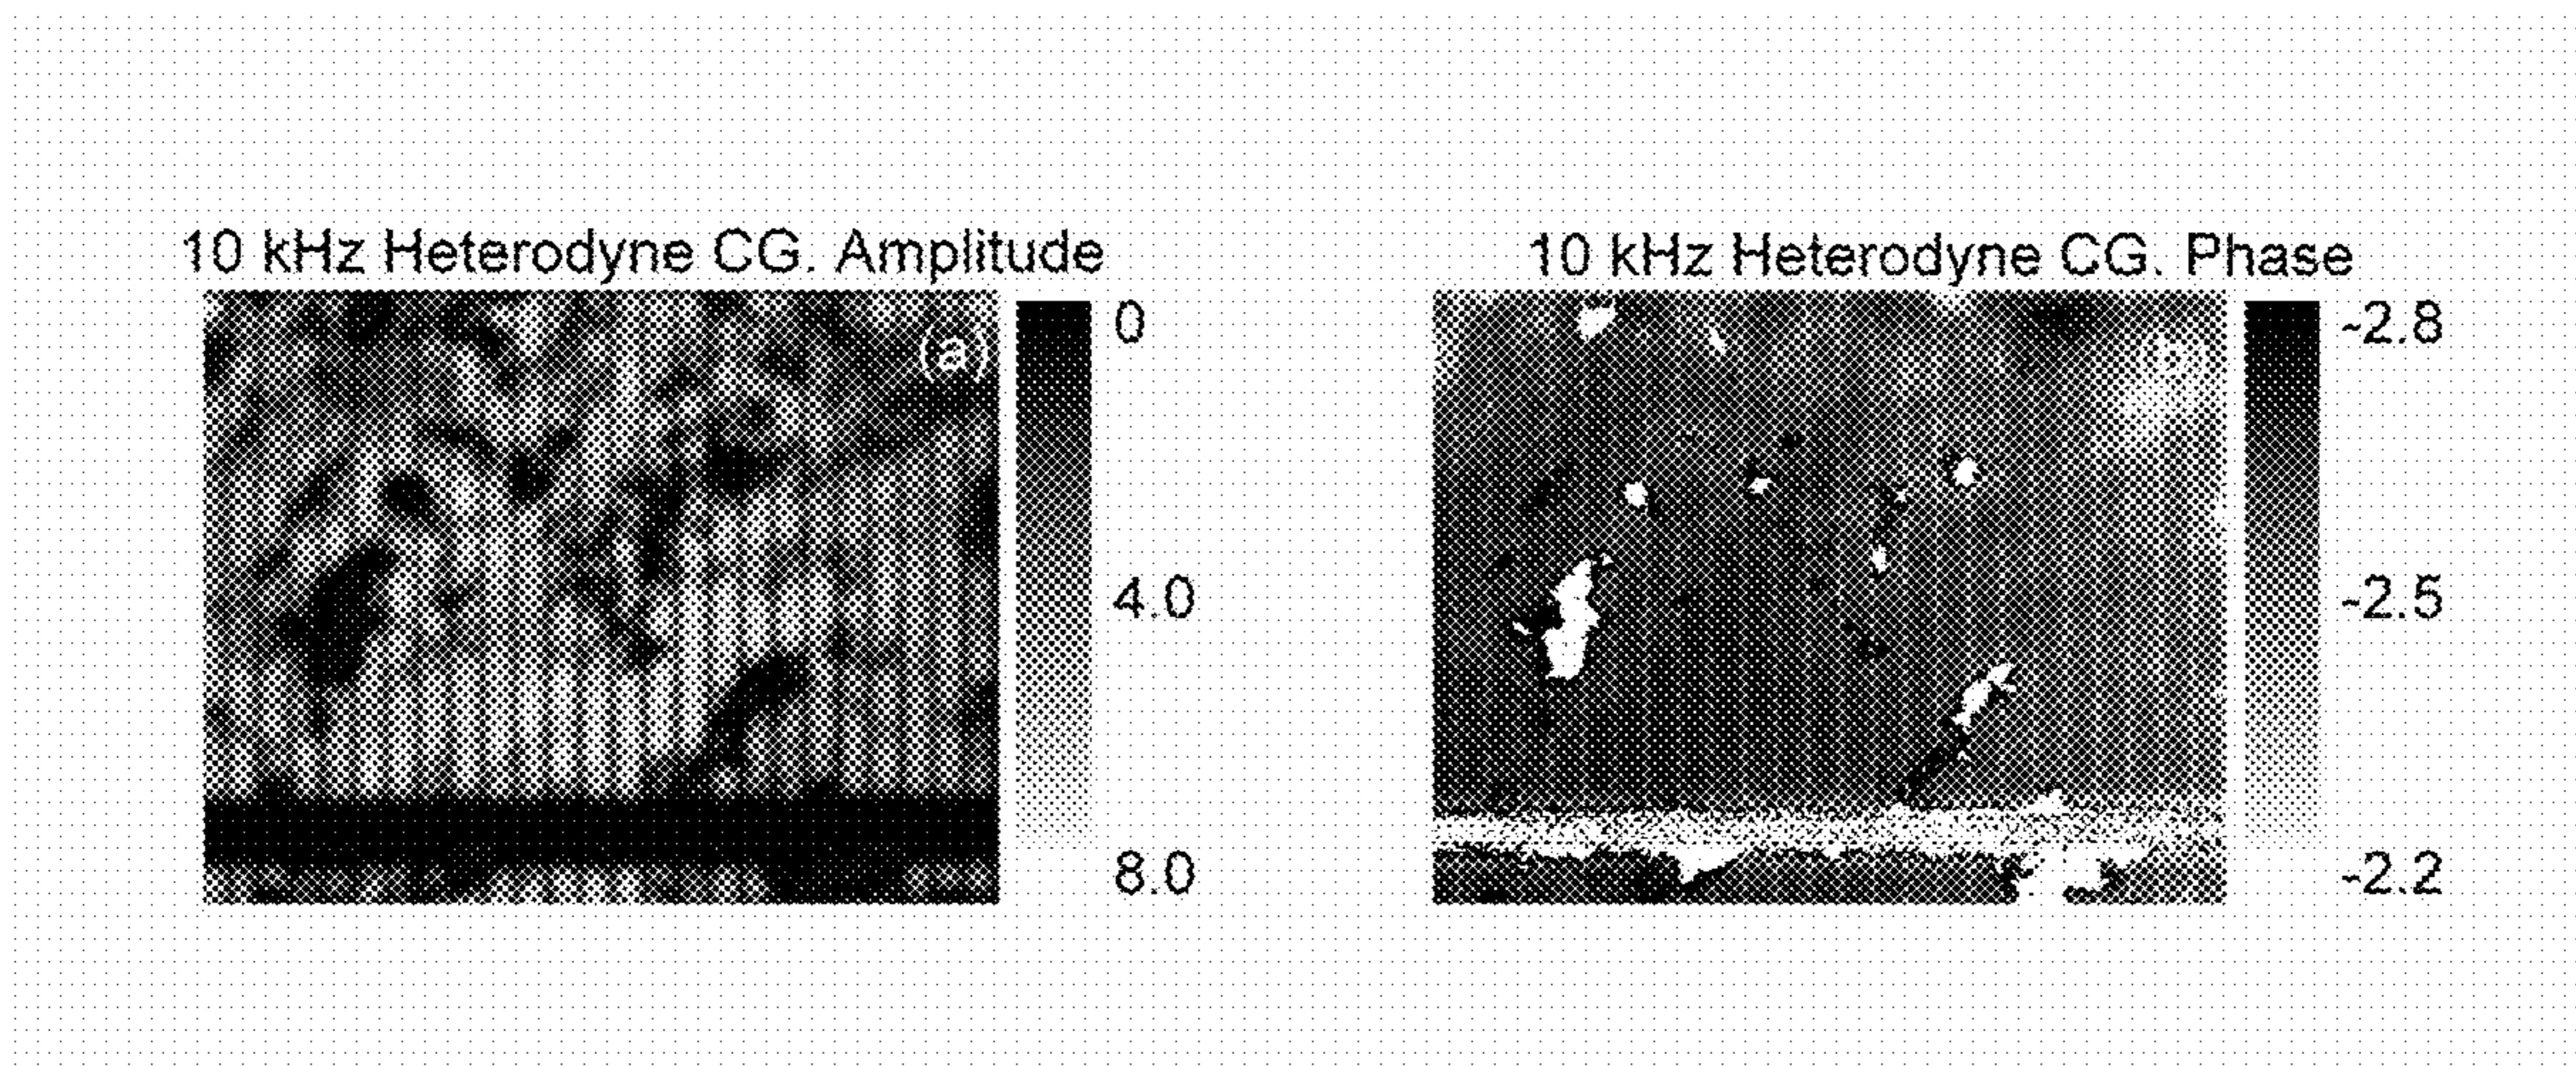 10 kHz Heterodyne CG. Amplitude
(a)
0
4.0
8.0
10 kHz Heterodyne CG. Phase
-2.8
-2.5
-2.2